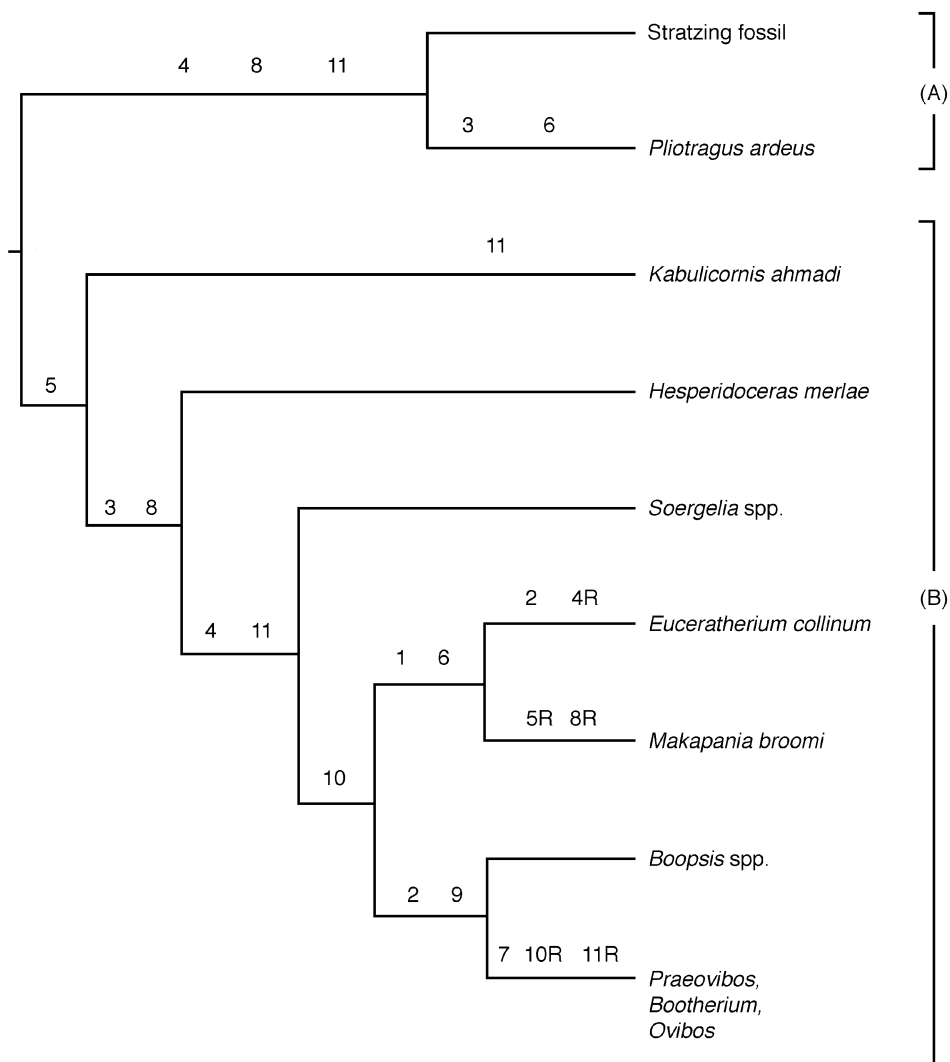 Stratzing fossil
4 8 11
(A)
3 6
Pliotragus ardeus
11
Kabulicornis ahmadi
5
Hesperidoceras merlae
3 8
Soergelia spp.
2 4R
(B)
Euceratherium collinum
4 11
1 6
5R 8R
Makapania broomi
10
Boopsis spp.
2 9
7 10R 11R
Praeovibos,
Bootherium,
Ovibos